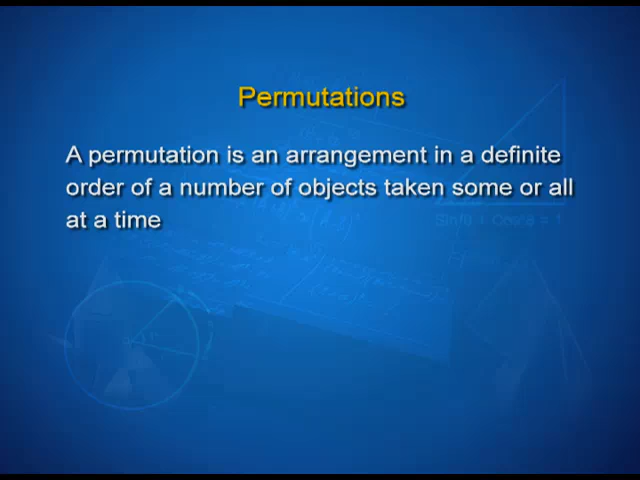 Permutations
A permutation is an arrangement in a definite
order of a number of objects taken some or all
at a time